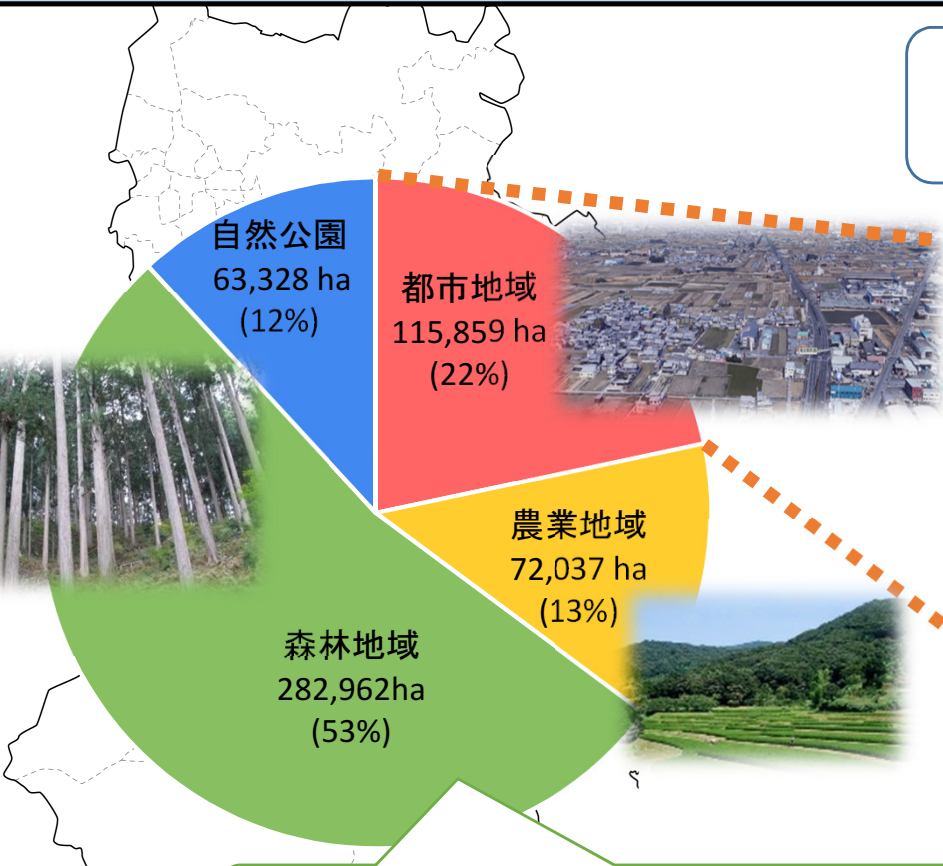 自然公園
63,328 ha
(12%)
都市地域
115,859 ha
(22%)
農業地域
72,037 ha
(13%)
森林地域
282,962ha
(53%)